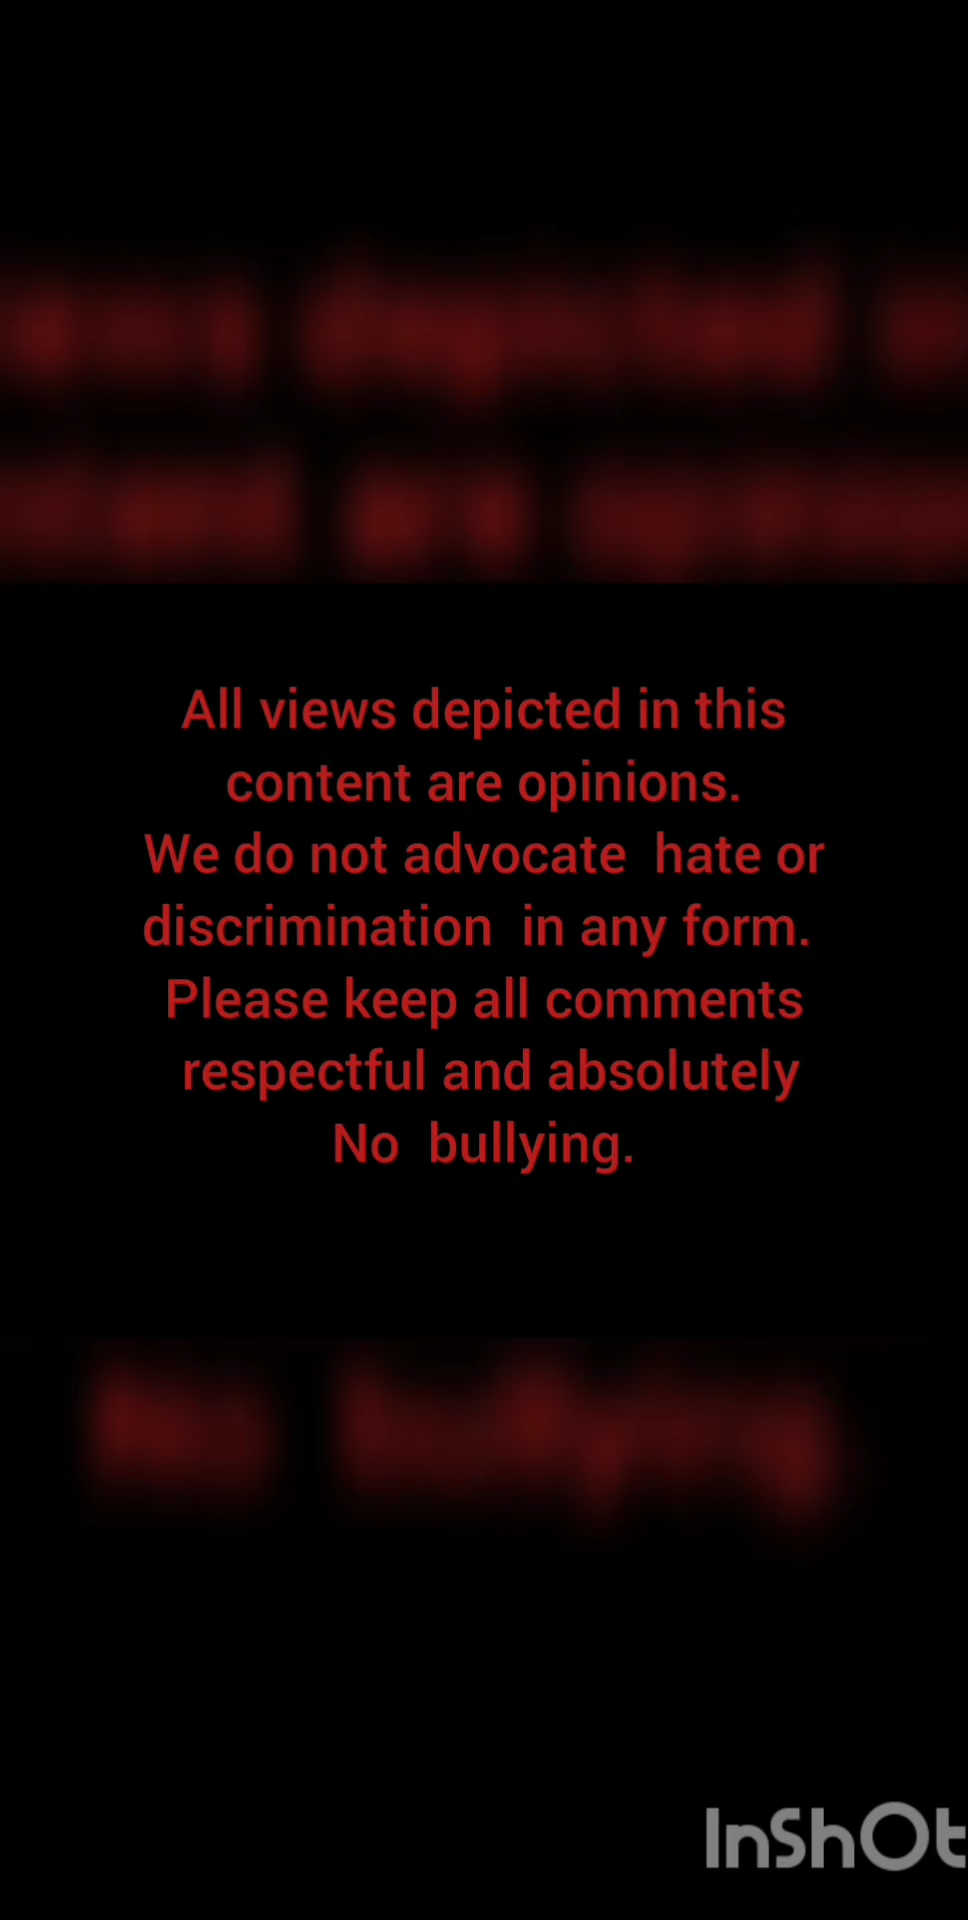 All views depicted in this
content are opinions.
We do not advocate  hate or
discrimination  in any form.
Please keep all comments
respectful and absolutely
No  bullying.
InShOt